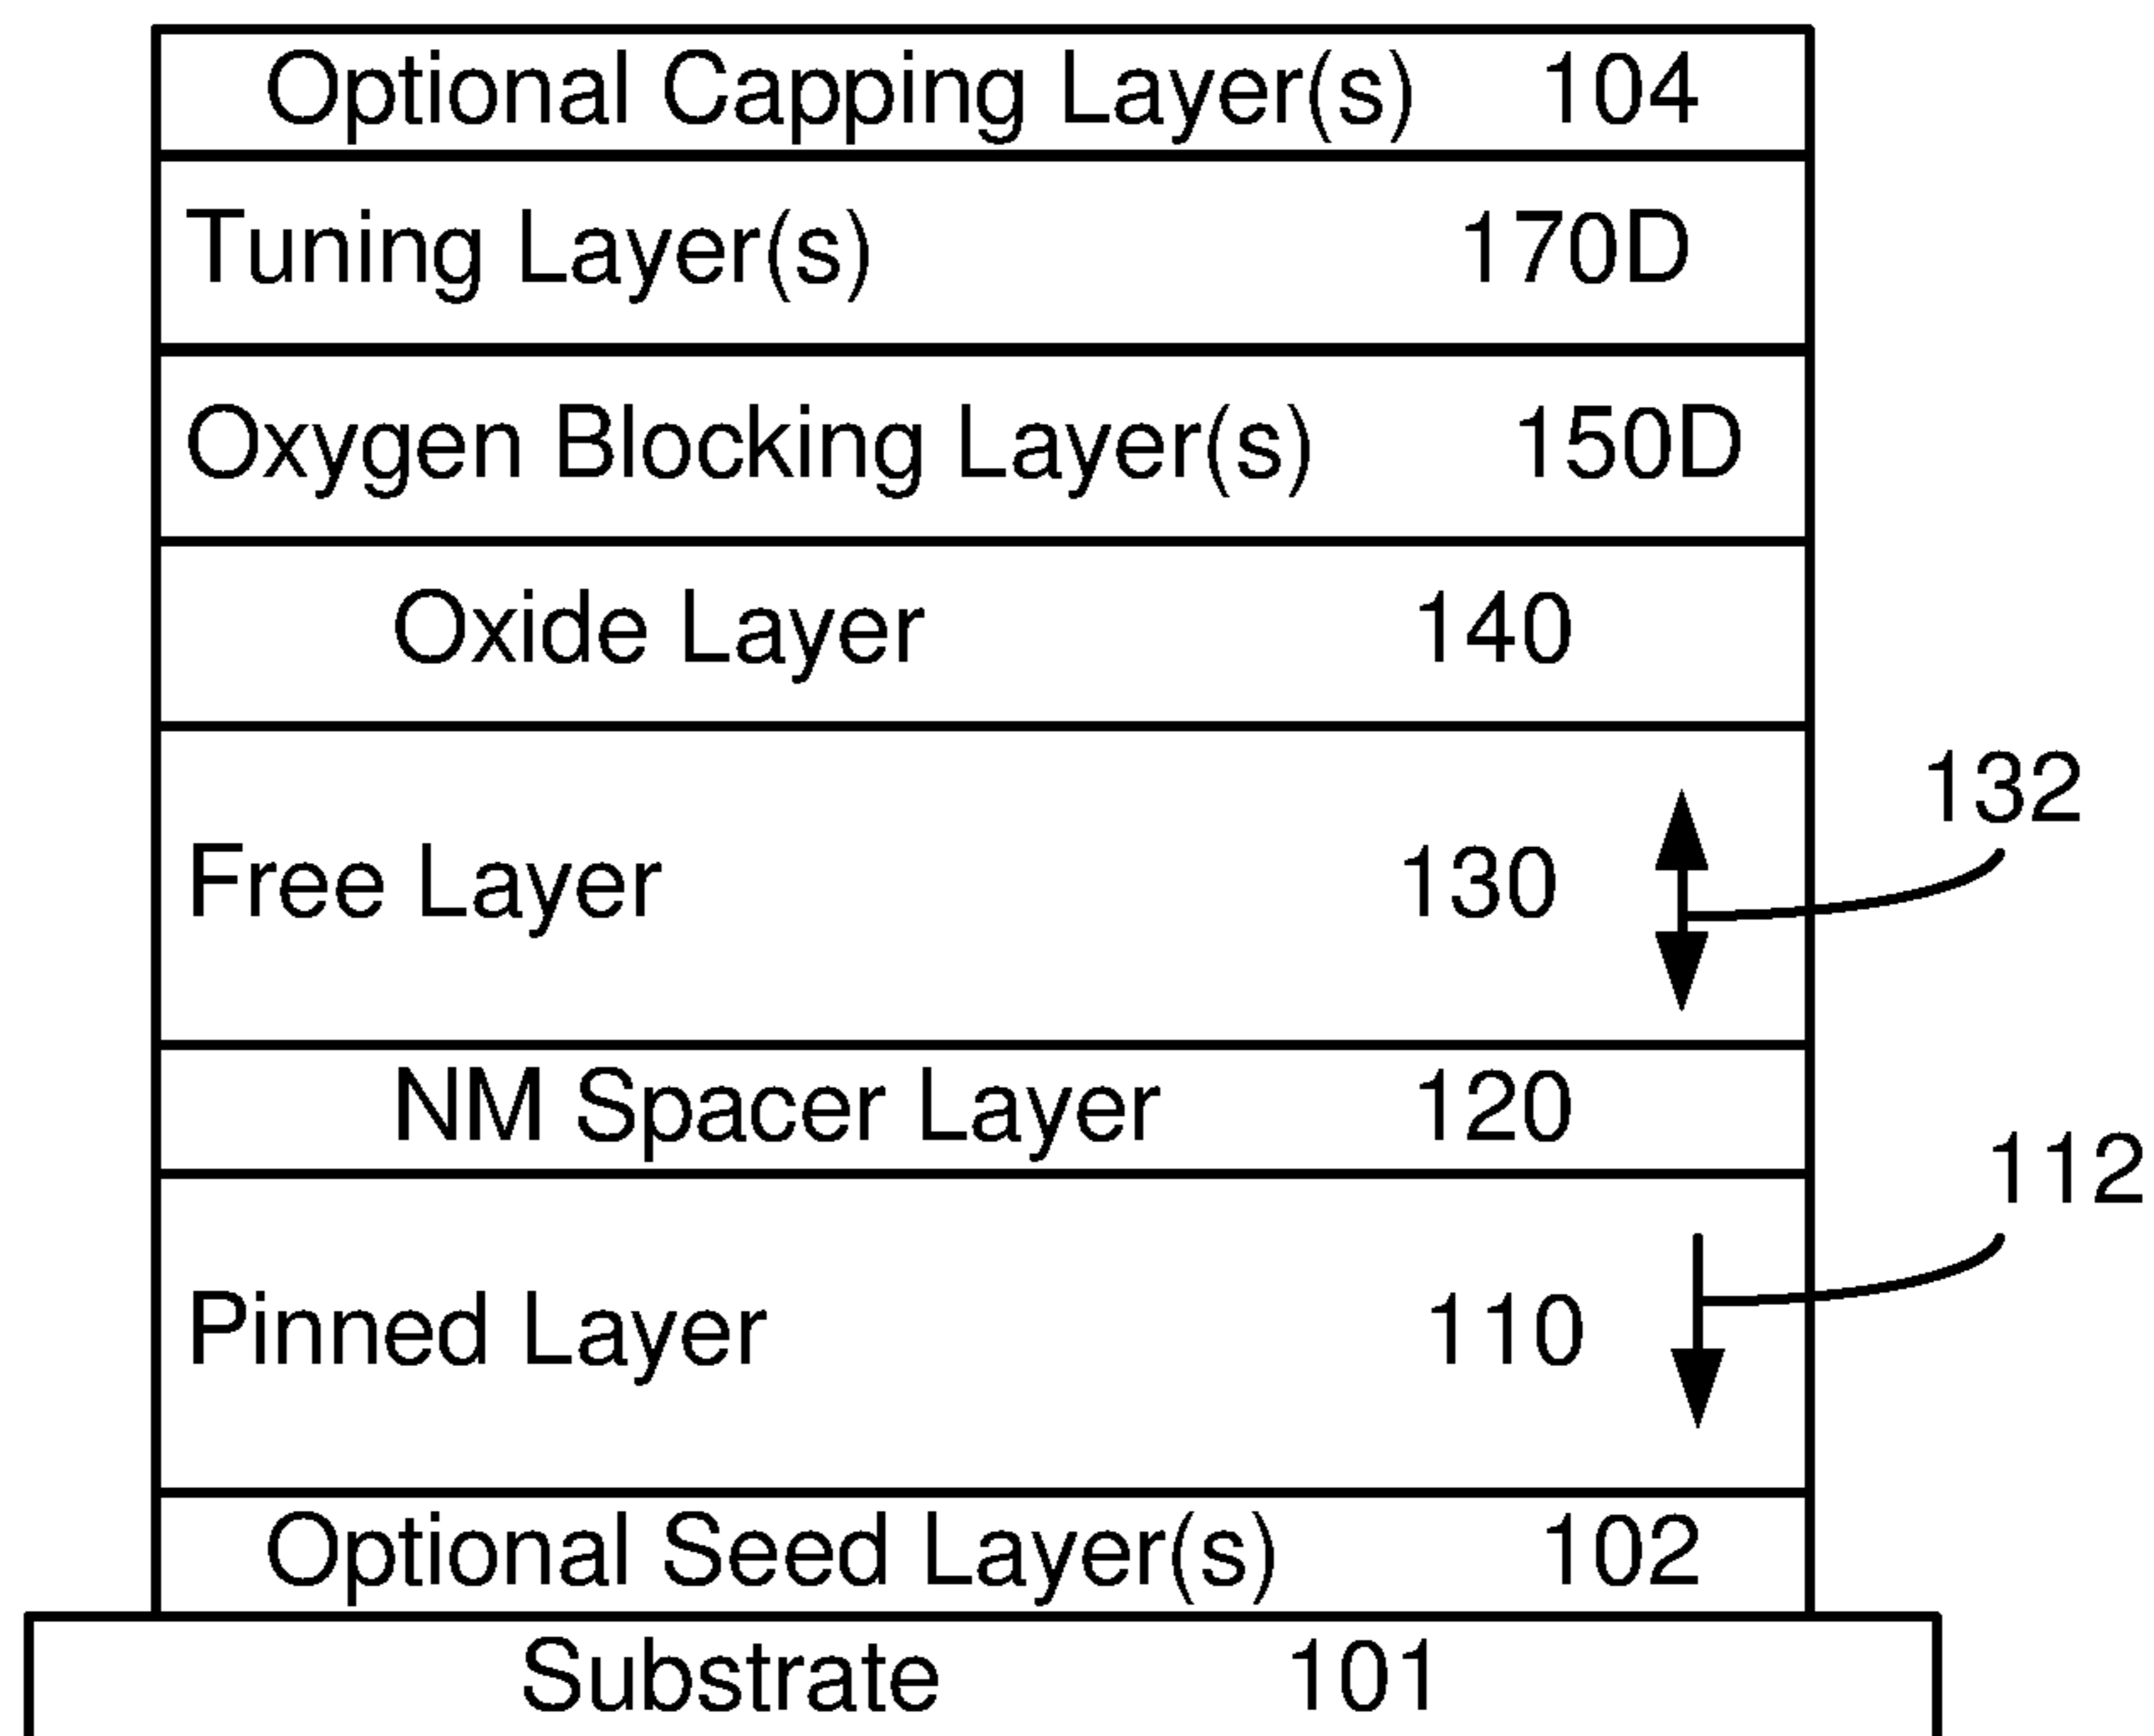 Optional Capping Layer(s) 104
Tuning Layer(s) 170D
Oxygen Blocking Layer(s) 150D
Oxide Layer 140
132
Free Layer 130
NM Spacer Layer 120
112
Pinned Layer 110
Optional Seed Layer(s) 102
Substrate 101